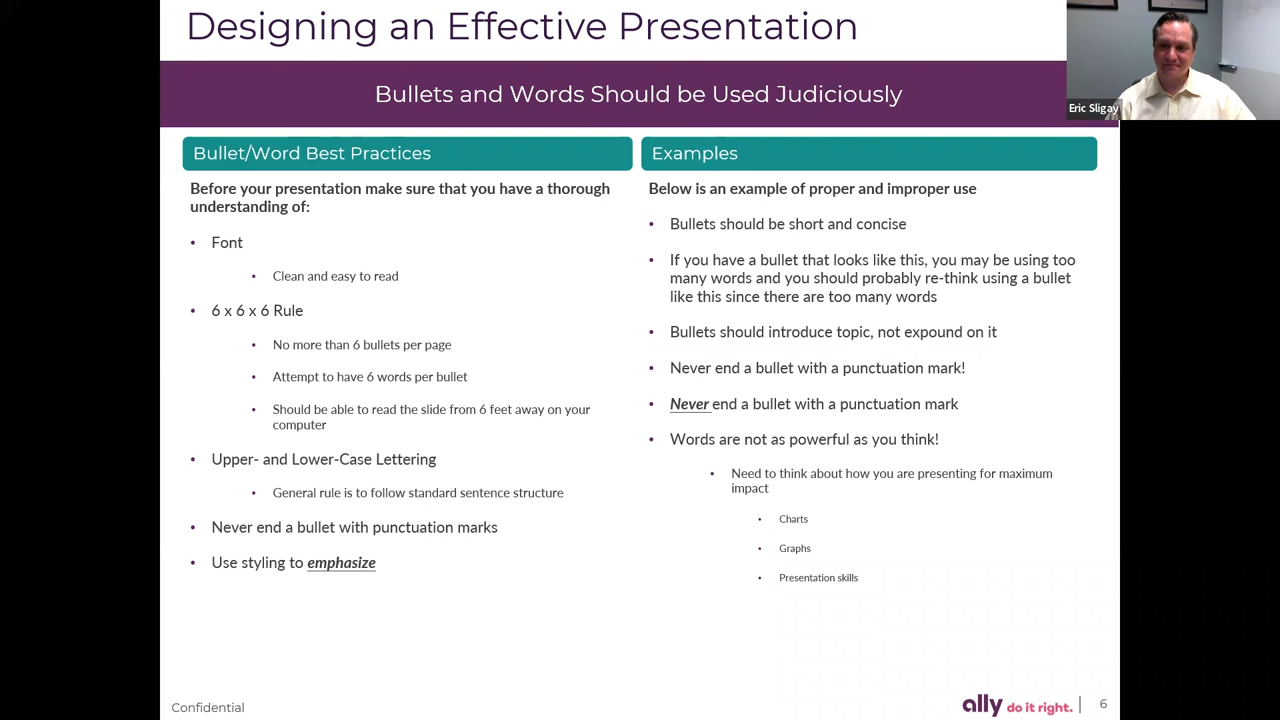 Designing an Effective Presentation
Bullets and Words Should be Used Judiciously
Eric Sligay
Bullet/Word Best Practices
Before your presentation make sure that you have a thorough
understanding of:
• Font
• Clean and easy to read
• 6 x 6 x 6 Rule
• No more than 6 bullets per page
• Attempt to have 6 words per bullet
• Should be able to read the slide from 6 feet away on your
computer
• Upper- and Lower-Case Lettering
• General rule is to follow standard sentence structure
• Never end a bullet with punctuation marks
• Use styling to emphasize
Examples
Below is an example of proper and improper use
• Bullets should be short and concise
• If you have a bullet that looks like this, you may be using too
many words and you should probably re-think using a bullet
like this since there are too many words
• Bullets should introduce topic, not expound on it
• Never end a bullet with a punctuation mark!
• Never end a bullet with a punctuation mark
• Words are not as powerful as you think!
• Need to think about how you are presenting for maximum
impact
• Charts
• Graphs
• Presentation skills
Confidential
ally do it right. | 6